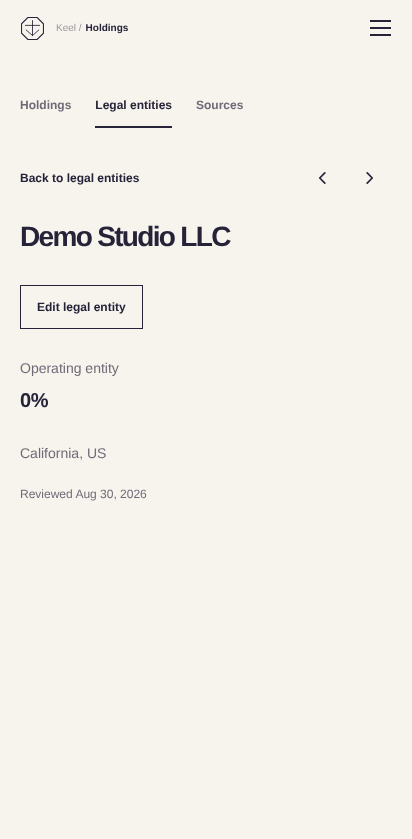 Keel / Holdings
Holdings Legal entities Sources
Back to legal entities
Demo Studio LLC
Edit legal entity
Operating entity
0%
California, US
Reviewed Aug 30, 2026